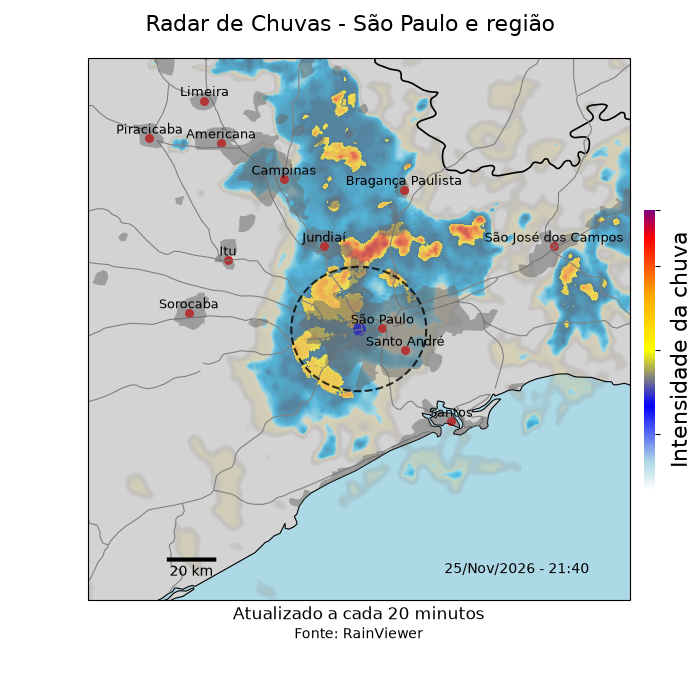 Radar de Chuvas - São Paulo e região
Limeira
Piracicaba
Americana
Campinas
Bragança Paulista
Jundiaí
São José dos Campos
Itu
Sorocaba
São Paulo
Santo André
Santos
Intensidade da chuva
20 km
25/Nov/2026 - 21:40
Atualizado a cada 20 minutos
Fonte: RainViewer